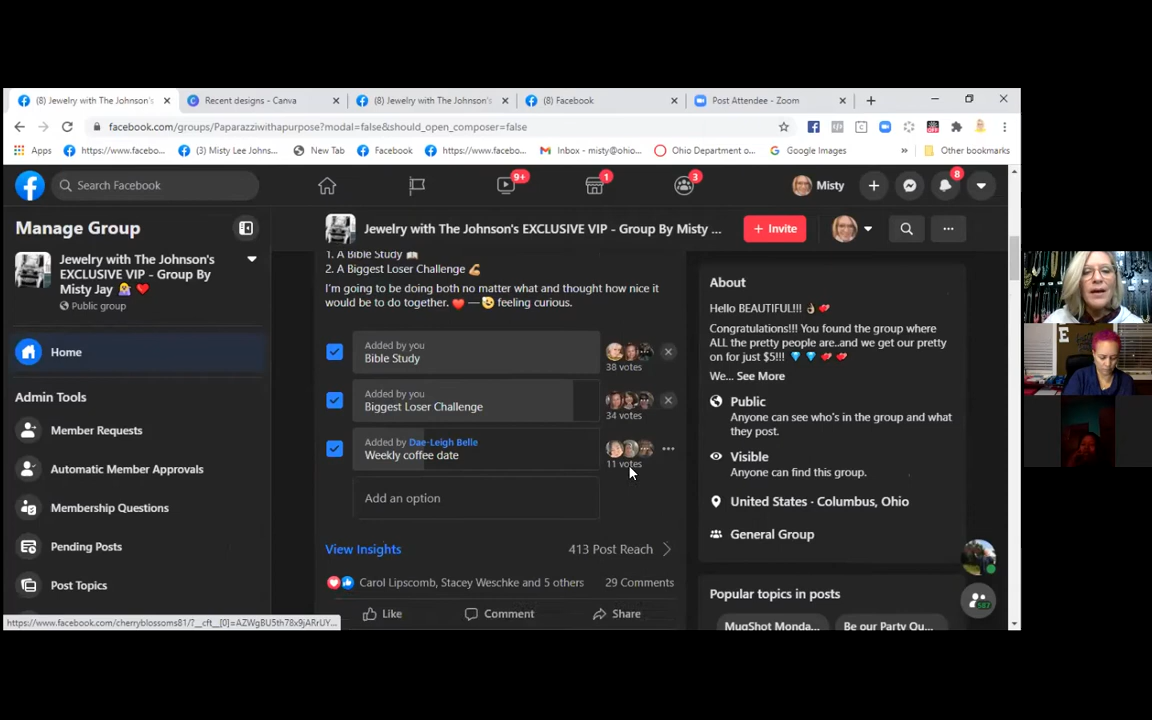 (8) Jewelry with The Johnson's
Recent designs - Canva
(8) Jewelry with The Johnson's
(8) Facebook
Post Attendee - Zoom
facebook.com/groups/Paparazziwithapurpose?modal=false&should_open_composer=false
Apps
https://www.facebo...
(3) Misty Lee Johns...
New Tab
Facebook
https://www.facebo...
Inbox - misty@ohio...
Ohio Department o...
Google Images
Other bookmarks
Search Facebook
9+
1
3
Misty
8
Manage Group
Jewelry with The Johnson's EXCLUSIVE VIP - Group By Misty ...
+ Invite
Jewelry with The Johnson's
EXCLUSIVE VIP - Group By
Misty Jay 🤷‍♀️ ❤️
Public group
Home
Admin Tools
Member Requests
Automatic Member Approvals
Membership Questions
Pending Posts
Post Topics
https://www.facebook.com/cherryblossoms81/?__cft__[0]=AZWgBU5th78x9jARrUY...
1. A Bible Study 📖
2. A Biggest Loser Challenge 💪
I'm going to be doing both no matter what and thought how nice it
would be to do together. ❤️ — 🤨 feeling curious.
Added by you
Bible Study
38 votes
Added by you
Biggest Loser Challenge
34 votes
Added by Dae-Leigh Belle
Weekly coffee date
11 votes
Add an option
View Insights
413 Post Reach
Carol Lipscomb, Stacey Weschke and 5 others
29 Comments
Like
Comment
Share
About
Hello BEAUTIFUL!!! 👌 💋
Congratulations!!! You found the group where
ALL the pretty people are..and we get our pretty
on for just $5!!! 💎 💎 💋 💋
We... See More
Public
Anyone can see who's in the group and what
they post.
Visible
Anyone can find this group.
United States - Columbus, Ohio
General Group
Popular topics in posts
MugShot Monda...
Be our Party Qu...
587